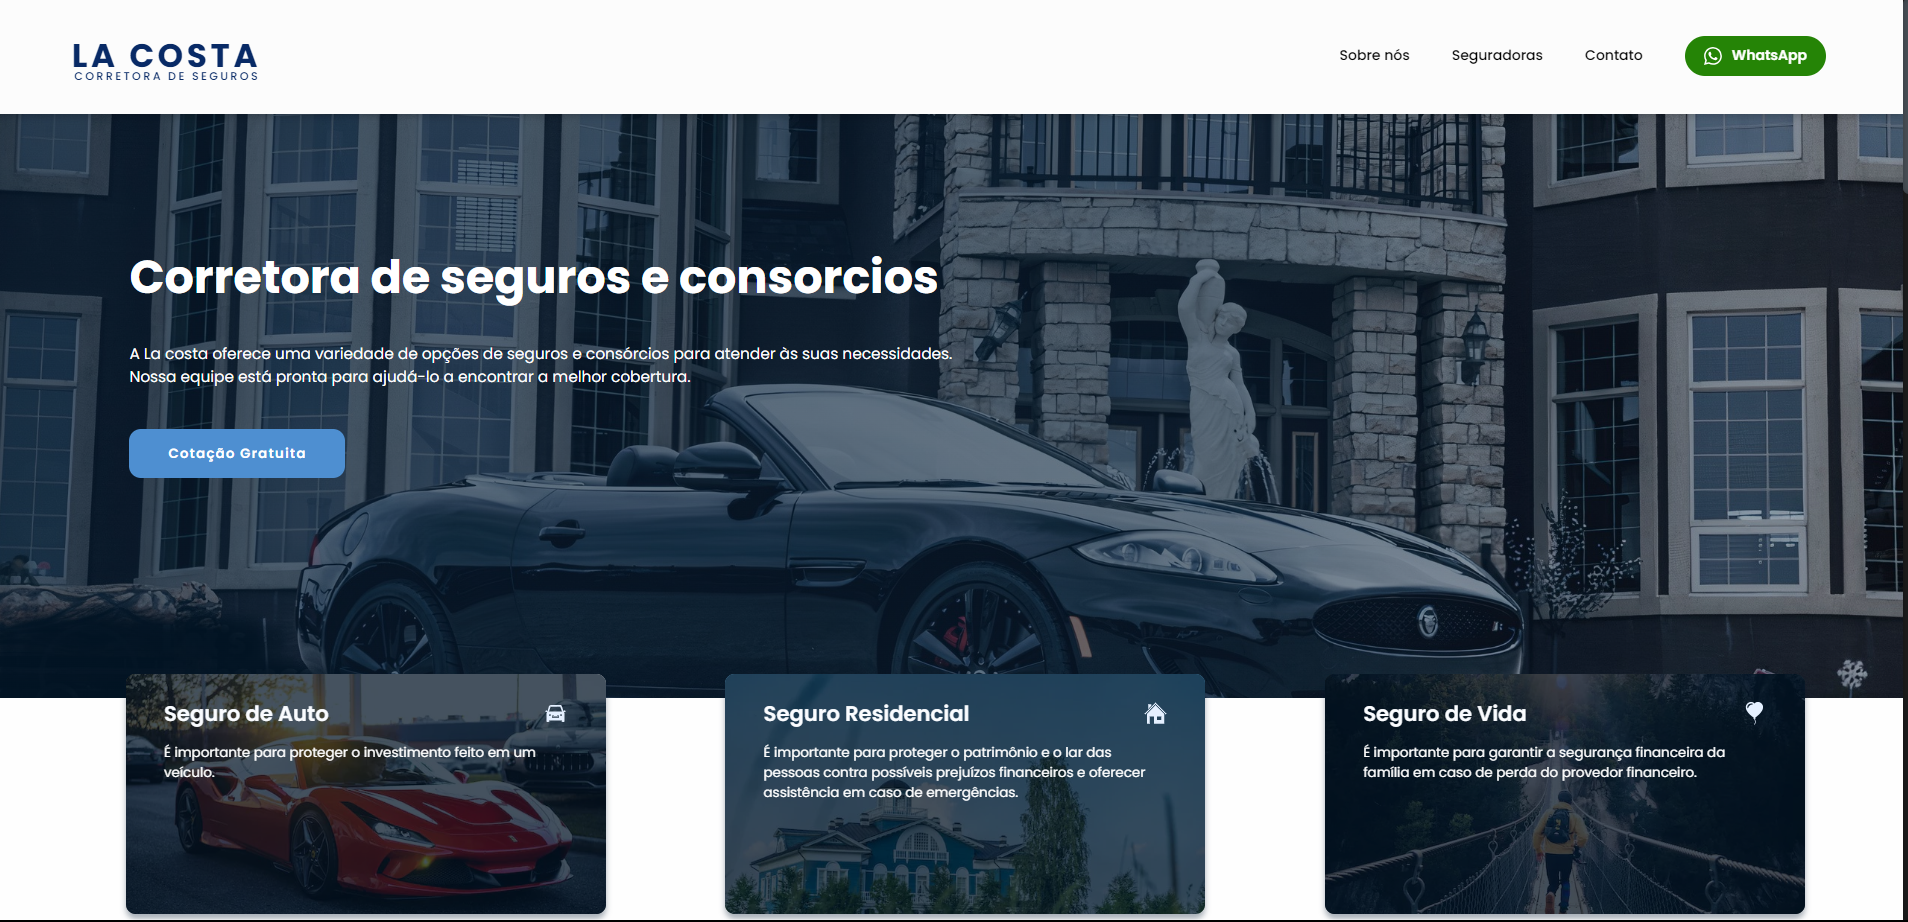 LA COSTA
CORRETORA DE SEGUROS
Sobre nós
Seguradoras
Contato
WhatsApp
Corretora de seguros e consorcios
A La costa oferece uma variedade de opções de seguros e consórcios para atender às suas necessidades.
Nossa equipe está pronta para ajudá-lo a encontrar a melhor cobertura.
Cotação Gratuita
Seguro de Auto
É importante para proteger o investimento feito em um
veículo.
Seguro Residencial
É importante para proteger o patrimônio e o lar das
pessoas contra possíveis prejuízos financeiros e oferecer
assistência em caso de emergências.
Seguro de Vida
É importante para garantir a segurança financeira da
família em caso de perda do provedor financeiro.